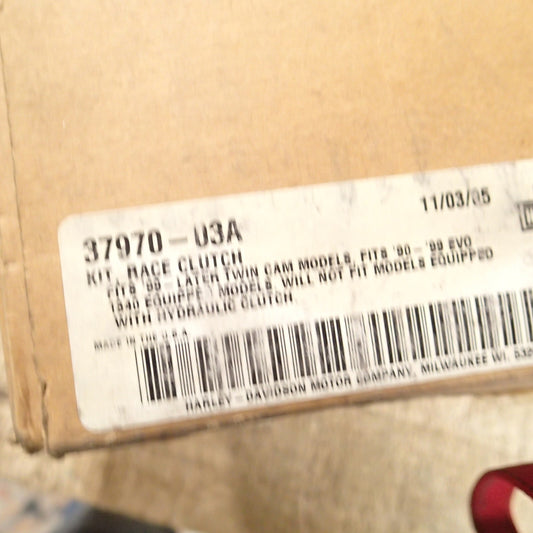 11/03/05
37970-03A
KIT, RACE CLUTCH
FITS '99 - LATER TWIN CAM MODELS, FITS '90 - '99 EVO
1340 EQUIPPED MODELS, WILL NOT FIT MODELS EQUIPPED
WITH HYDRAULIC CLUTCH
MADE IN THE U.S.A.
HARLEY - DAVIDSON MOTOR COMPANY, MILWAUKEE WI,